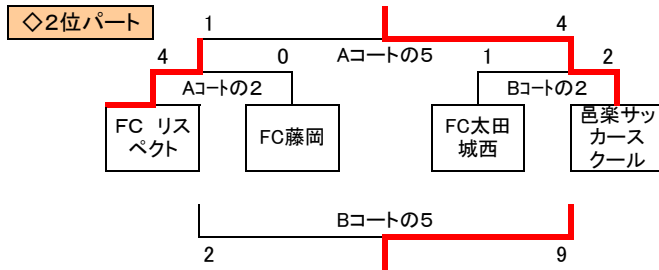 ◇2位パート
1
4
4
0
Aコートの5
1
2
Aコートの2
Bコートの2
FC リス
ペクト
FC藤岡
FC太田
城西
邑楽サッ
カース
クール
Bコートの5
2
9